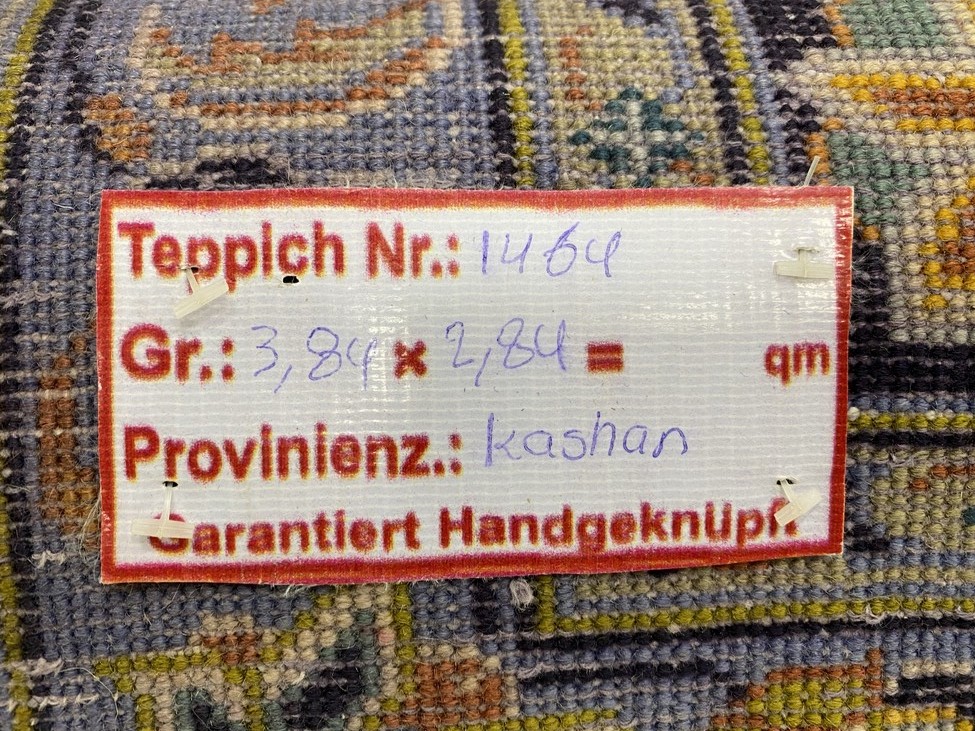 Teppich Nr.: 1464
Gr.: 3,84 x 2,84 = qm
Provinienz.: kashan
Garantiert Handgeknüpft